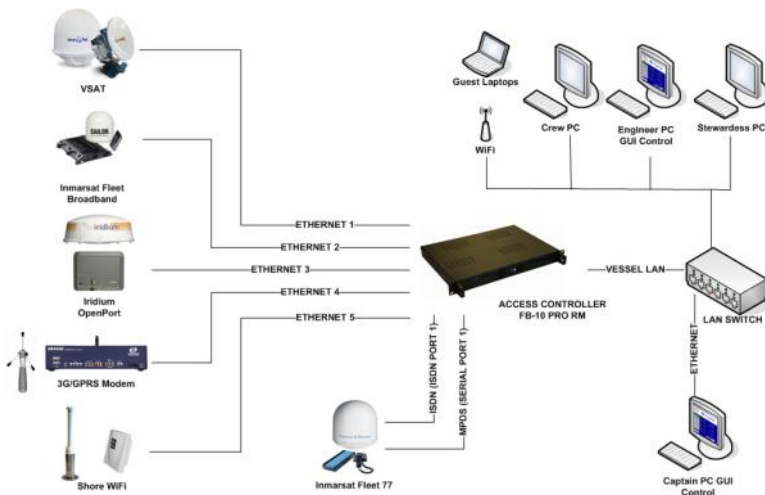 VSAT
SAILOR
Inmarsat Fleet
Broadband
iridium
Iridium
OpenPort
3G/GPRS Modem
Shore WiFi
ETHERNET 1
ETHERNET 2
ETHERNET 3
ETHERNET 4
ETHERNET 5
ISDN (ISDN PORT 1)
MPDS (SERIAL PORT 1)
Inmarsat Fleet 77
ACCESS CONTROLLER
FB-10 PRO RM
VESSEL LAN
Guest Laptops
WiFi
Crew PC
Engineer PC
GUI Control
Stewardess PC
LAN SWITCH
ETHERNET
Captain PC GUI
Control